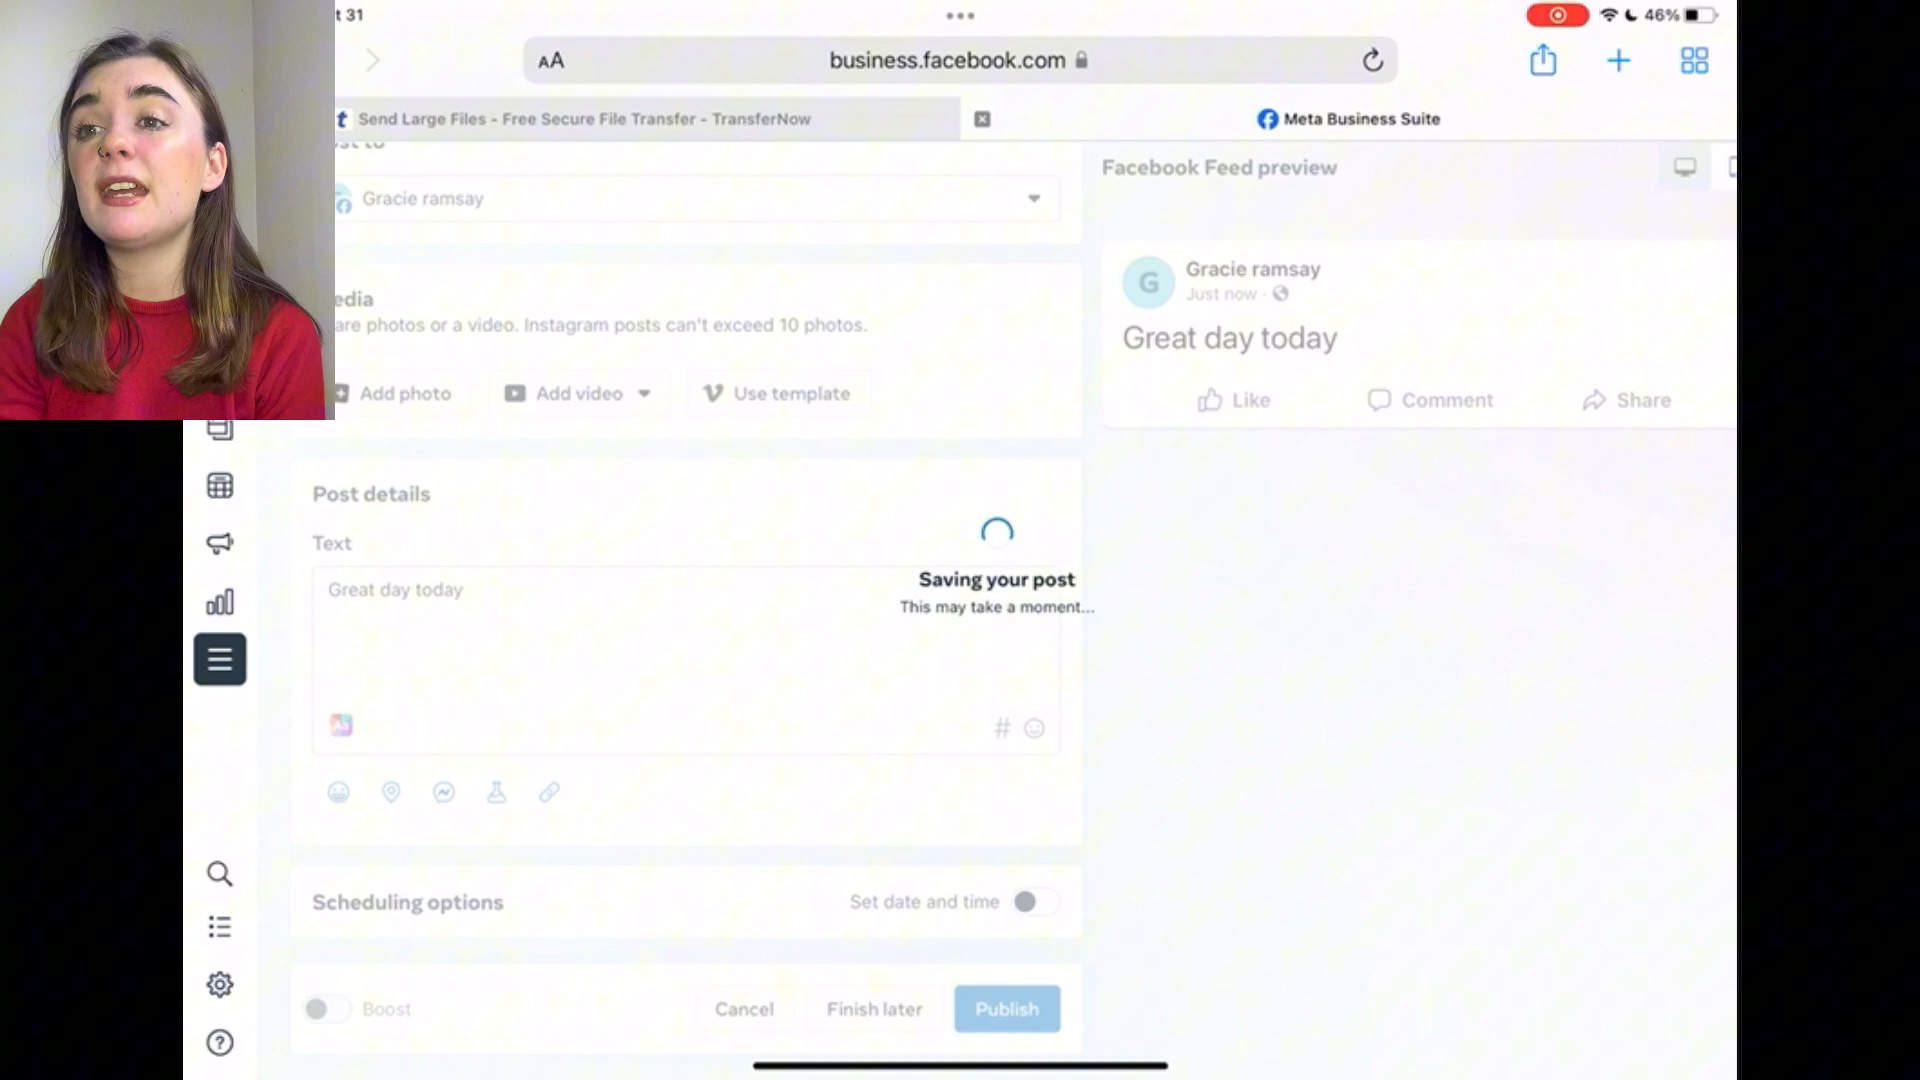 t 31
46%
AA
business.facebook.com
Send Large Files - Free Secure File Transfer - TransferNow
Meta Business Suite
Gracie ramsay
Facebook Feed preview
G
Gracie ramsay
Just now ·
Great day today
Like
Comment
Share
edia
are photos or a video. Instagram posts can't exceed 10 photos.
Add photo
Add video
Use template
Post details
Text
Great day today
#
Saving your post
This may take a moment...
Scheduling options
Set date and time
Boost
Cancel
Finish later
Publish